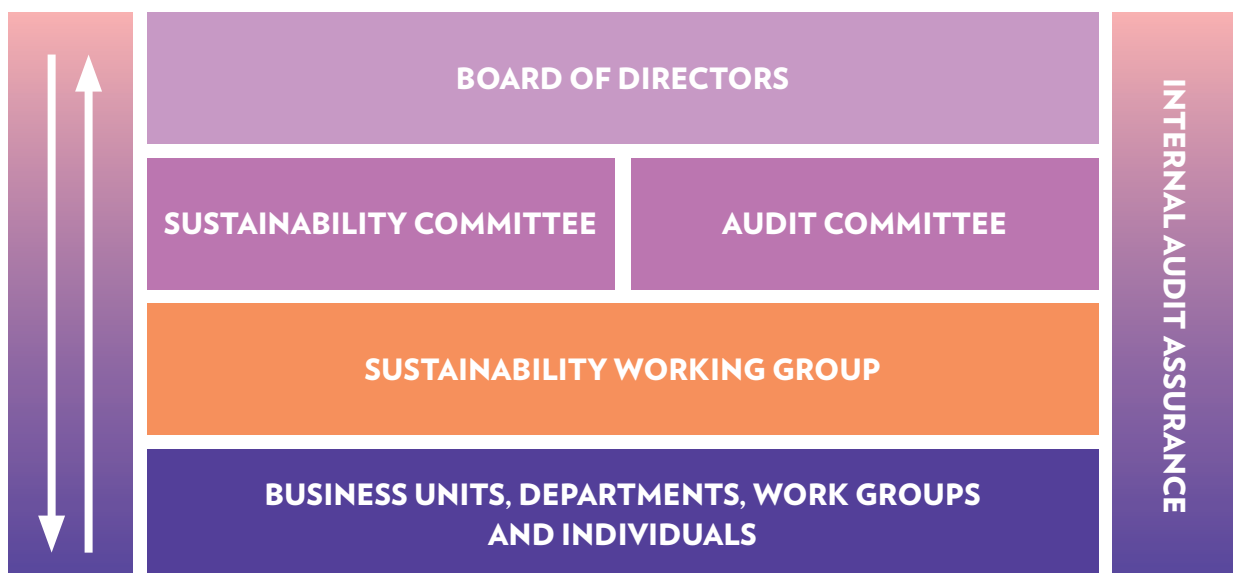 BOARD OF DIRECTORS
SUSTAINABILITY COMMITTEE
AUDIT COMMITTEE
SUSTAINABILITY WORKING GROUP
BUSINESS UNITS, DEPARTMENTS, WORK GROUPS
AND INDIVIDUALS
INTERNAL AUDIT ASSURANCE